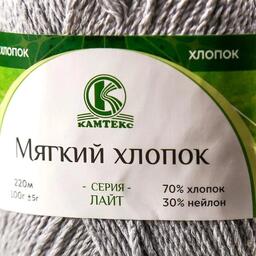 ХЛОПОК
ХЛОПОК
КАМТЕКС
Мягкий хлопок
220м
100г ±5г
- СЕРИЯ -
ЛАЙТ
70% хлопок
30% нейлон